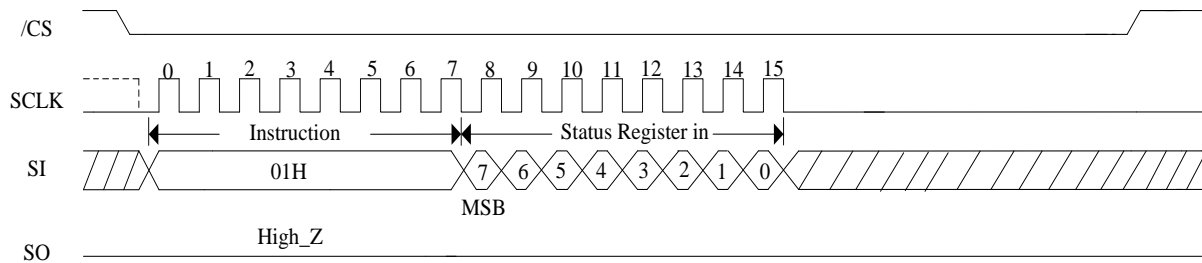 /CS
0 1 2 3 4 5 6 7 8 9 10 11 12 13 14 15
SCLK
Instruction Status Register in
SI 01H 7 6 5 4 3 2 1 0
MSB
High_Z
SO